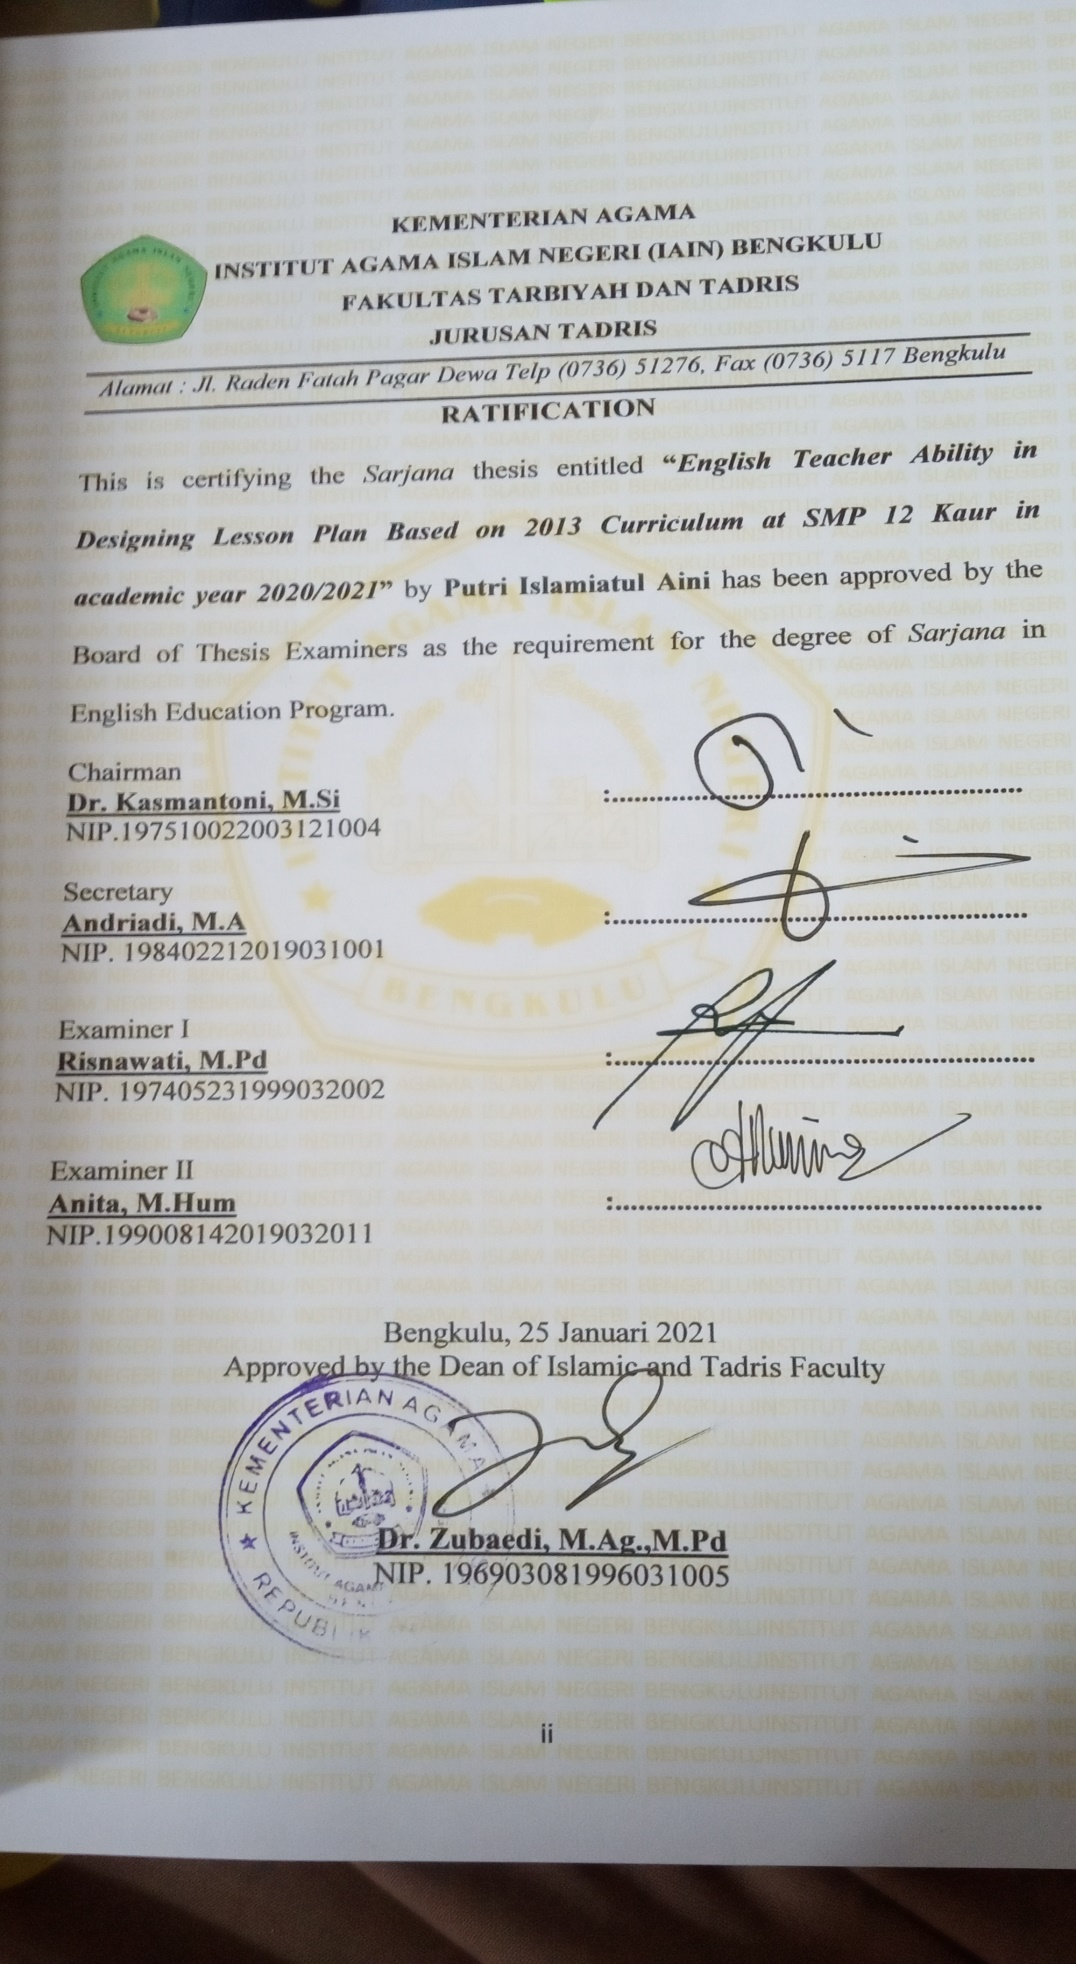 KEMENTERIAN AGAMA
INSTITUT AGAMA ISLAM NEGERI (IAIN) BENGKULU
FAKULTAS TARBIYAH DAN TADRIS
JURUSAN TADRIS
Alamat : Jl. Raden Fatah Pagar Dewa Telp (0736) 51276, Fax (0736) 5117 Bengkulu
RATIFICATION
This is certifying the Sarjana thesis entitled “English Teacher Ability in
Designing Lesson Plan Based on 2013 Curriculum at SMP 12 Kaur in
academic year 2020/2021” by Putri Islamiatul Aini has been approved by the
Board of Thesis Examiners as the requirement for the degree of Sarjana in
English Education Program.
Chairman
Dr. Kasmantoni, M.Si
NIP.197510022003121004
Secretary
Andriadi, M.A
NIP. 198402212019031001
Examiner I
Risnawati, M.Pd
NIP. 197405231999032002
Examiner II
Anita, M.Hum
NIP.199008142019032011
Bengkulu, 25 Januari 2021
Approved by the Dean of Islamic and Tadris Faculty
KEMENTERIAN AGAMA
Dr. Zubaedi, M.Ag.,M.Pd
NIP. 196903081996031005
ii